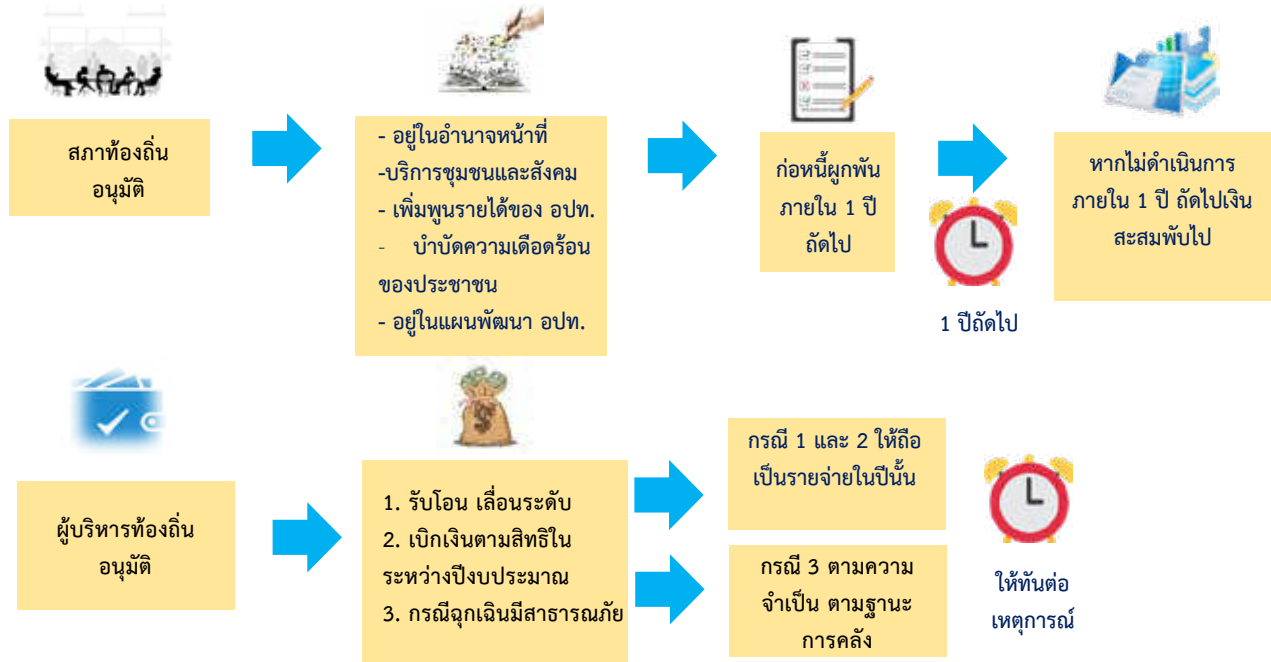 สภาท้องถิ่น
อนุมัติ
- อยู่ในอำนาจหน้าที่
-บริการชุมชนและสังคม
- เพิ่มพูนรายได้ของ อปท.
- บำบัดความเดือดร้อน
ของประชาชน
- อยู่ในแผนพัฒนา อปท.
ก่อหนี้ผูกพัน
ภายใน 1 ปี
ถัดไป
1 ปีถัดไป
หากไม่ดำเนินการ
ภายใน 1 ปี ถัดไปเงิน
สะสมพับไป
ผู้บริหารท้องถิ่น
อนุมัติ
1. รับโอน เลื่อนระดับ
2. เบิกเงินตามสิทธิใน
ระหว่างปีงบประมาณ
3. กรณีฉุกเฉินมีสาธารณภัย
กรณี 1 และ 2 ให้ถือ
เป็นรายจ่ายในปีนั้น
กรณี 3 ตามความ
จำเป็น ตามฐานะ
การคลัง
ให้ทันต่อ
เหตุการณ์